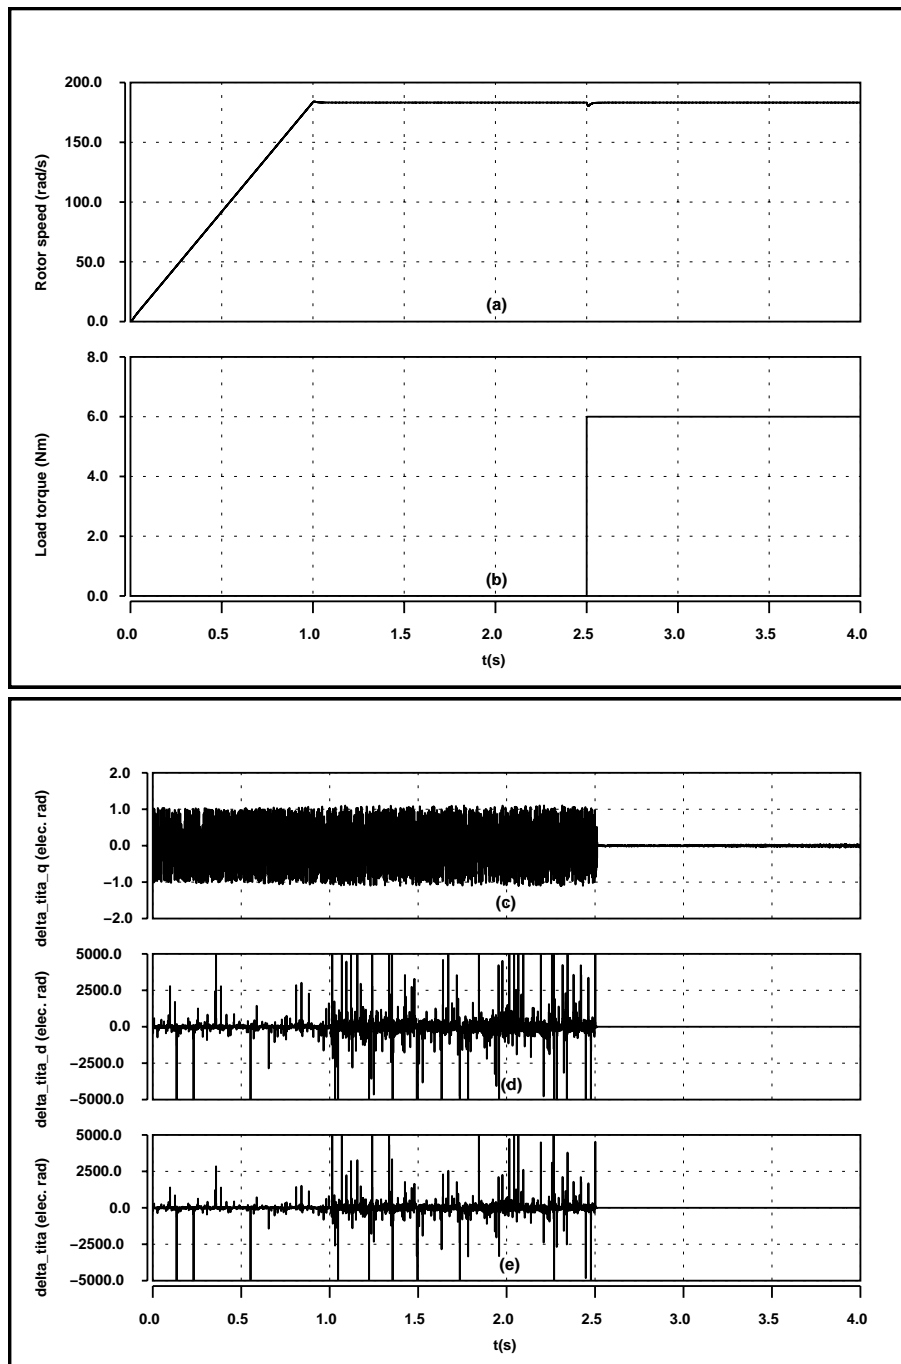 200.0
150.0
100.0
50.0
0.0
Rotor speed (rad/s)
(a)
8.0
6.0
4.0
2.0
0.0
Load torque (Nm)
(b)
0.0 0.5 1.0 1.5 2.0 2.5 3.0 3.5 4.0
t(s)
2.0
1.0
0.0
−1.0
−2.0
delta_tita_q (elec. rad)
(c)
5000.0
2500.0
0.0
−2500.0
−5000.0
delta_tita_d (elec. rad)
(d)
5000.0
2500.0
0.0
−2500.0
−5000.0
delta_tita (elec. rad)
(e)
0.0 0.5 1.0 1.5 2.0 2.5 3.0 3.5 4.0
t(s)